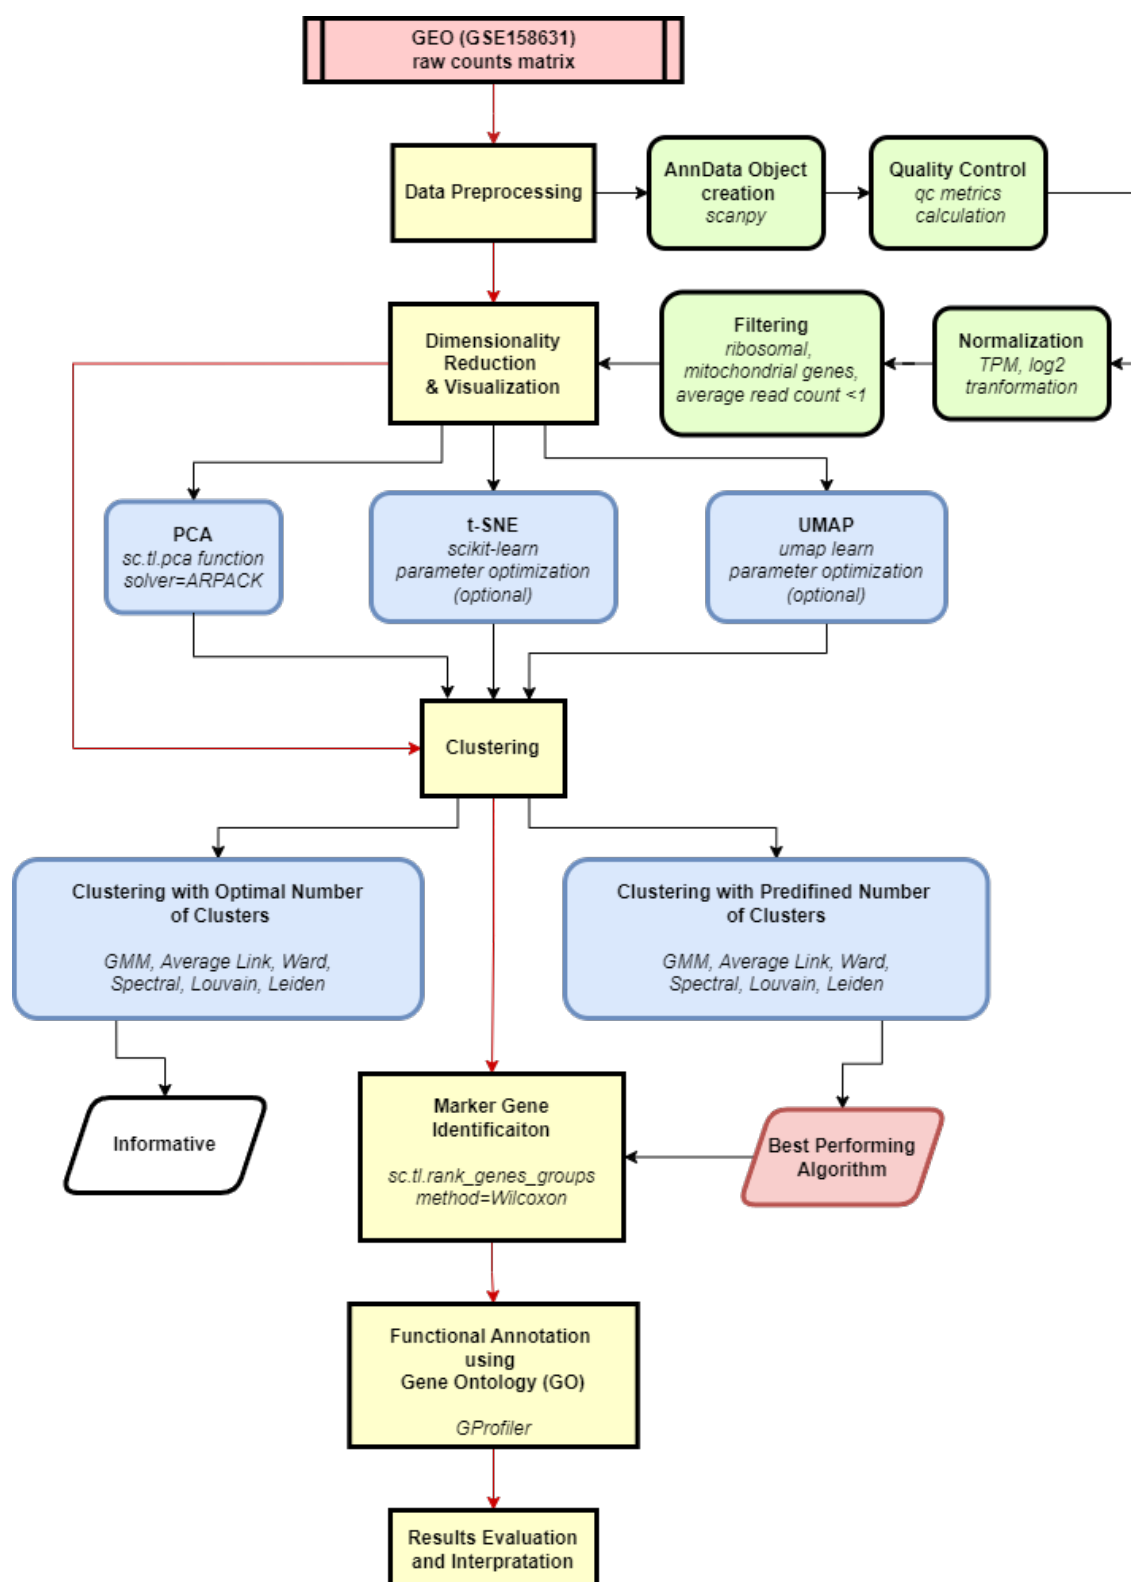 GEO (GSE158631)
raw counts matrix
Data Preprocessing
AnnData Object
creation
scanpy
Quality Control
qc metrics
calculation
Dimensionality
Reduction
& Visualization
Filtering
ribosomal,
mitochondrial genes,
average read count <1
Normalization
TPM, log2
tranformation
PCA
sc.tl.pca function
solver=ARPACK
t-SNE
scikit-learn
parameter optimization
(optional)
UMAP
umap learn
parameter optimization
(optional)
Clustering
Clustering with Optimal Number
of Clusters
GMM, Average Link, Ward,
Spectral, Louvain, Leiden
Clustering with Predifined Number
of Clusters
GMM, Average Link, Ward,
Spectral, Louvain, Leiden
Informative
Marker Gene
Identificaiton
sc.tl.rank_genes_groups
method=Wilcoxon
Best Performing
Algorithm
Functional Annotation
using
Gene Ontology (GO)
GProfiler
Results Evaluation
and Interpratation